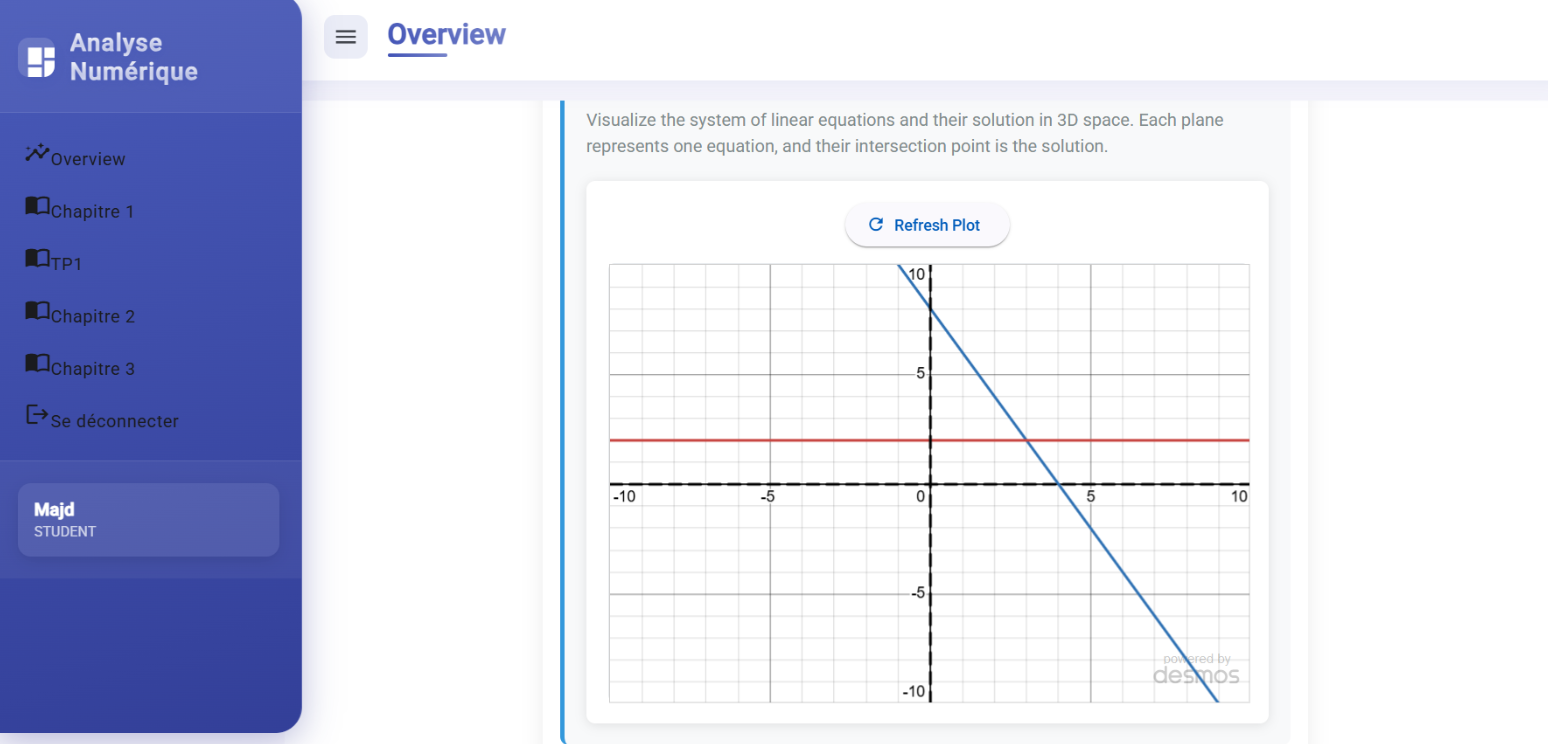 Analyse
Numérique
Overview
Chapitre 1
TP1
Chapitre 2
Chapitre 3
Se déconnecter
Majd
STUDENT
Overview
Visualize the system of linear equations and their solution in 3D space. Each plane
represents one equation, and their intersection point is the solution.
Refresh Plot
10
5
-10 -5 0 5 10
-5
powered by
desmos
-10